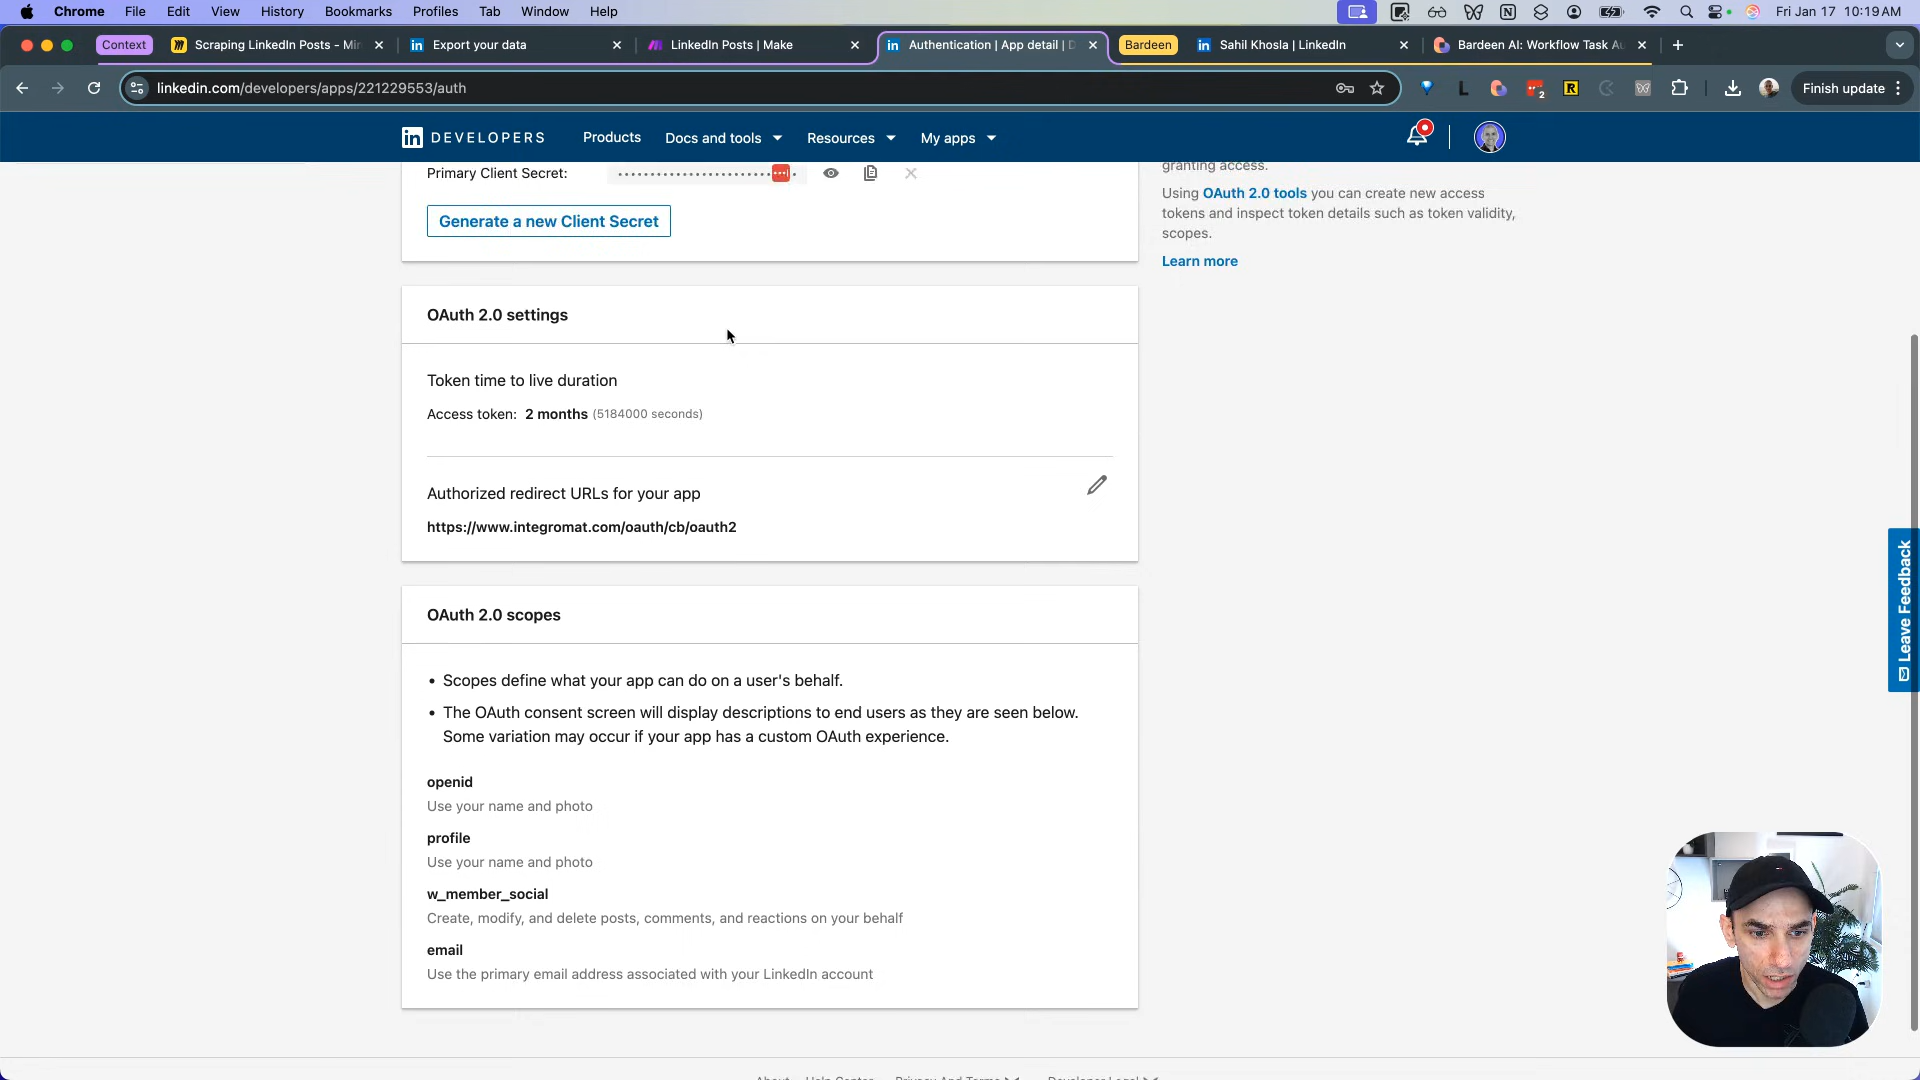 Chrome File Edit View History Bookmarks Profiles Tab Window Help Fri Jan 17 10:19 AM
Context Scraping LinkedIn Posts - Mir Export your data LinkedIn Posts | Make Authentication | App detail | D Bardeen Sahil Khosla | LinkedIn Bardeen AI: Workflow Task Au
linkedin.com/developers/apps/221229553/auth Finish update
in DEVELOPERS Products Docs and tools Resources My apps
granting access.
Primary Client Secret:
Using OAuth 2.0 tools you can create new access
tokens and inspect token details such as token validity,
scopes.
Generate a new Client Secret
Learn more
OAuth 2.0 settings
Token time to live duration
Access token: 2 months (5184000 seconds)
Authorized redirect URLs for your app
https://www.integromat.com/oauth/cb/oauth2
OAuth 2.0 scopes
• Scopes define what your app can do on a user's behalf.
• The OAuth consent screen will display descriptions to end users as they are seen below.
Some variation may occur if your app has a custom OAuth experience.
openid
Use your name and photo
profile
Use your name and photo
w_member_social
Create, modify, and delete posts, comments, and reactions on your behalf
email
Use the primary email address associated with your LinkedIn account
Leave Feedback
About Help Center Privacy And Terms Developer Legal